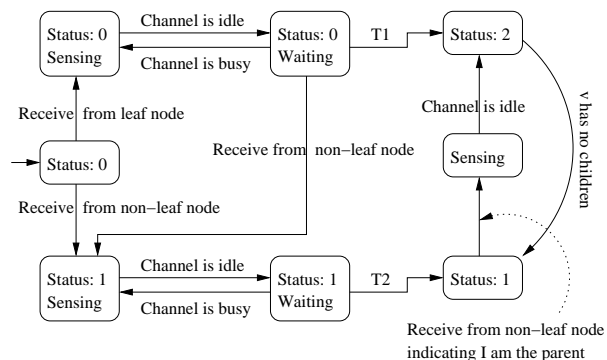 Status: 0
Sensing
Channel is idle
Channel is busy
Status: 0
Waiting
T1
Status: 2
Receive from leaf node
Channel is idle
v has no children
Status: 0
Receive from non−leaf node
Sensing
Receive from non−leaf node
Status: 1
Sensing
Channel is idle
Channel is busy
Status: 1
Waiting
T2
Status: 1
Receive from non−leaf node
indicating I am the parent